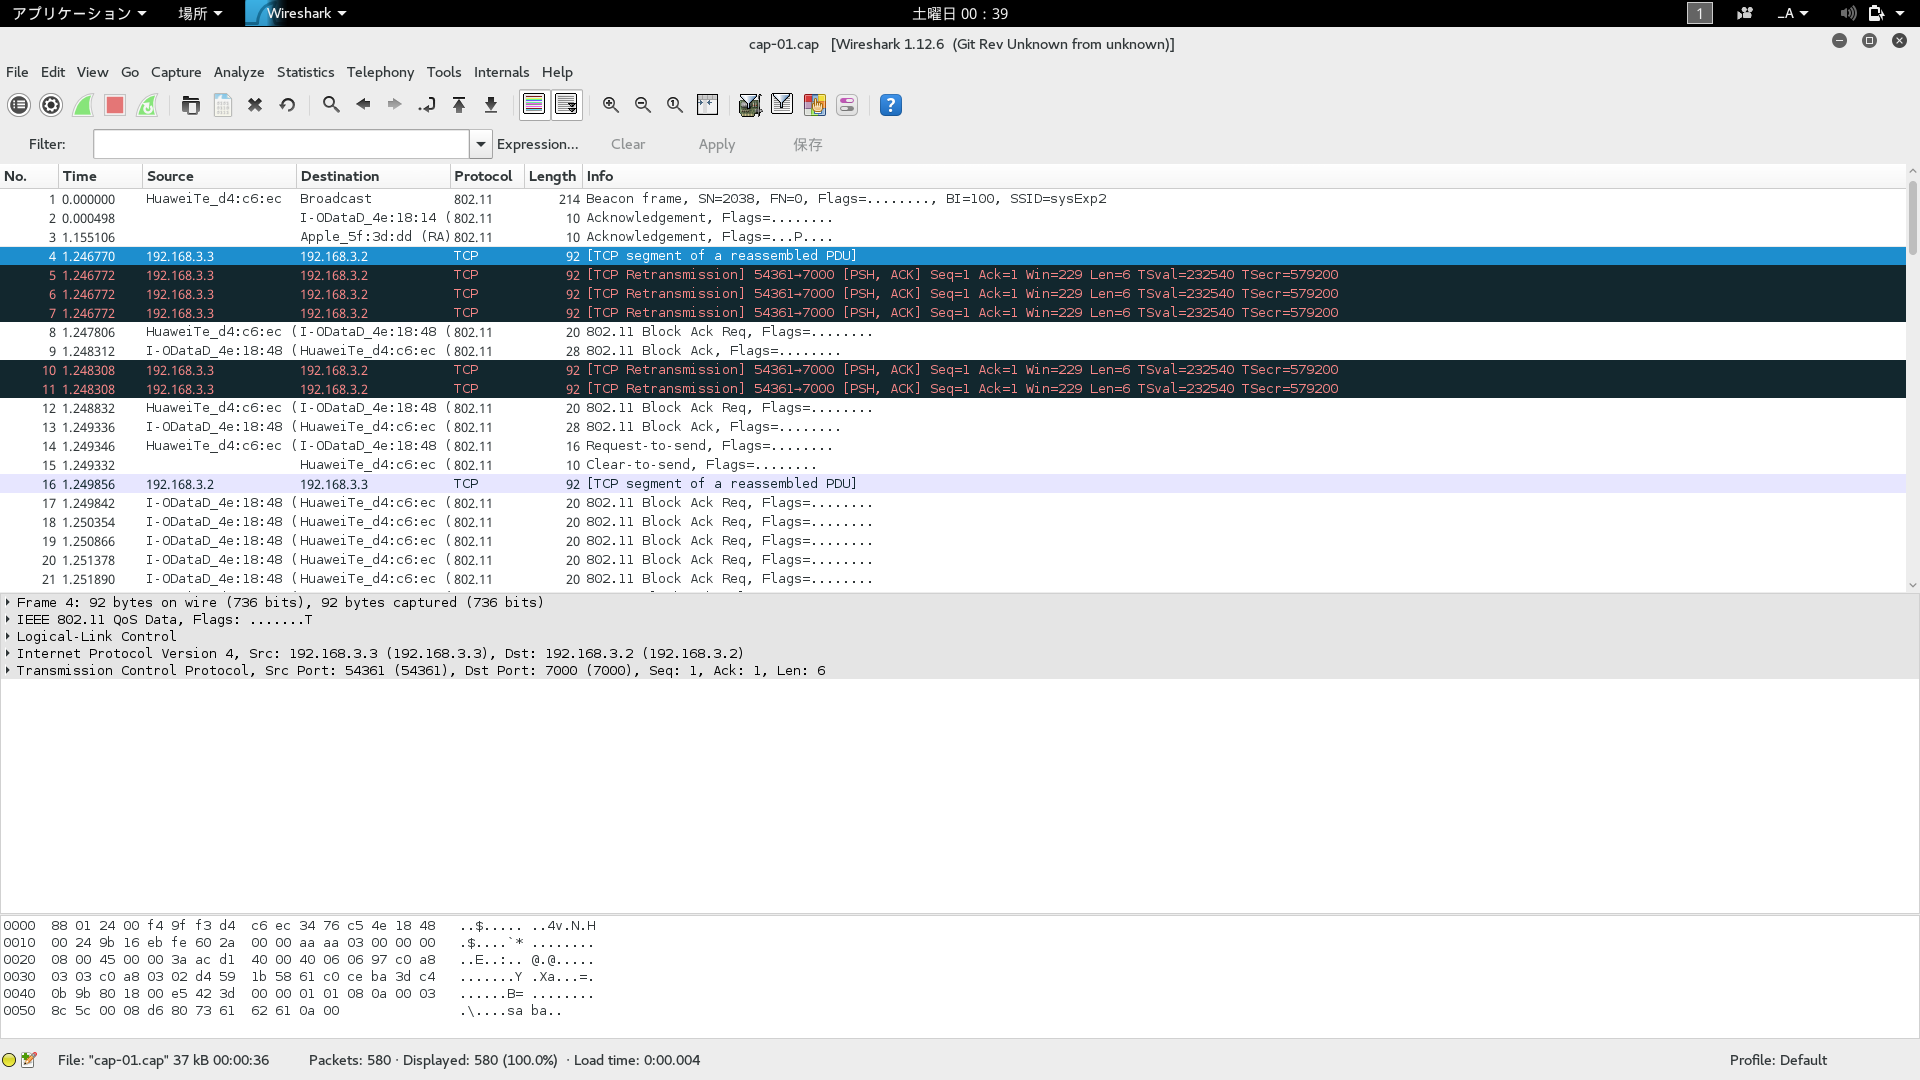 アプリケーション 場所 Wireshark 土曜日 00：39 1 _A
cap-01.cap [Wireshark 1.12.6 (Git Rev Unknown from unknown)]
File Edit View Go Capture Analyze Statistics Telephony Tools Internals Help
Filter: Expression... Clear Apply 保存
No. Time Source Destination Protocol Length Info
1 0.000000 HuaweiTe_d4:c6:ec Broadcast 802.11 214 Beacon frame, SN=2038, FN=0, Flags=........, BI=100, SSID=sysExp2
2 0.000498 I-ODataD_4e:18:14 ( 802.11 10 Acknowledgement, Flags=........
3 1.155106 Apple_5f:3d:dd (RA) 802.11 10 Acknowledgement, Flags=...P....
4 1.246770 192.168.3.3 192.168.3.2 TCP 92 [TCP segment of a reassembled PDU]
5 1.246772 192.168.3.3 192.168.3.2 TCP 92 [TCP Retransmission] 54361→7000 [PSH, ACK] Seq=1 Ack=1 Win=229 Len=6 TSval=232540 TSecr=579200
6 1.246772 192.168.3.3 192.168.3.2 TCP 92 [TCP Retransmission] 54361→7000 [PSH, ACK] Seq=1 Ack=1 Win=229 Len=6 TSval=232540 TSecr=579200
7 1.246772 192.168.3.3 192.168.3.2 TCP 92 [TCP Retransmission] 54361→7000 [PSH, ACK] Seq=1 Ack=1 Win=229 Len=6 TSval=232540 TSecr=579200
8 1.247806 HuaweiTe_d4:c6:ec ( I-ODataD_4e:18:48 ( 802.11 20 802.11 Block Ack Req, Flags=........
9 1.248312 I-ODataD_4e:18:48 ( HuaweiTe_d4:c6:ec ( 802.11 28 802.11 Block Ack, Flags=........
10 1.248308 192.168.3.3 192.168.3.2 TCP 92 [TCP Retransmission] 54361→7000 [PSH, ACK] Seq=1 Ack=1 Win=229 Len=6 TSval=232540 TSecr=579200
11 1.248308 192.168.3.3 192.168.3.2 TCP 92 [TCP Retransmission] 54361→7000 [PSH, ACK] Seq=1 Ack=1 Win=229 Len=6 TSval=232540 TSecr=579200
12 1.248832 HuaweiTe_d4:c6:ec ( I-ODataD_4e:18:48 ( 802.11 20 802.11 Block Ack Req, Flags=........
13 1.249336 I-ODataD_4e:18:48 ( HuaweiTe_d4:c6:ec ( 802.11 28 802.11 Block Ack, Flags=........
14 1.249346 HuaweiTe_d4:c6:ec ( I-ODataD_4e:18:48 ( 802.11 16 Request-to-send, Flags=........
15 1.249332 HuaweiTe_d4:c6:ec ( 802.11 10 Clear-to-send, Flags=........
16 1.249856 192.168.3.2 192.168.3.3 TCP 92 [TCP segment of a reassembled PDU]
17 1.249842 I-ODataD_4e:18:48 ( HuaweiTe_d4:c6:ec ( 802.11 20 802.11 Block Ack Req, Flags=........
18 1.250354 I-ODataD_4e:18:48 ( HuaweiTe_d4:c6:ec ( 802.11 20 802.11 Block Ack Req, Flags=........
19 1.250866 I-ODataD_4e:18:48 ( HuaweiTe_d4:c6:ec ( 802.11 20 802.11 Block Ack Req, Flags=........
20 1.251378 I-ODataD_4e:18:48 ( HuaweiTe_d4:c6:ec ( 802.11 20 802.11 Block Ack Req, Flags=........
21 1.251890 I-ODataD_4e:18:48 ( HuaweiTe_d4:c6:ec ( 802.11 20 802.11 Block Ack Req, Flags=........
Frame 4: 92 bytes on wire (736 bits), 92 bytes captured (736 bits)
IEEE 802.11 QoS Data, Flags: .......T
Logical-Link Control
Internet Protocol Version 4, Src: 192.168.3.3 (192.168.3.3), Dst: 192.168.3.2 (192.168.3.2)
Transmission Control Protocol, Src Port: 54361 (54361), Dst Port: 7000 (7000), Seq: 1, Ack: 1, Len: 6
0000 88 01 24 00 f4 9f f3 d4 c6 ec 34 76 c5 4e 18 48 ..$..... ..4v.N.H
0010 00 24 9b 16 eb fe 60 2a 00 00 aa aa 03 00 00 00 .$....`* ........
0020 08 00 45 00 00 3a ac d1 40 00 40 06 06 97 c0 a8 ..E..:.. @.@.....
0030 03 03 c0 a8 03 02 d4 59 1b 58 61 c0 ce ba 3d c4 .......Y .Xa...=.
0040 0b 9b 80 18 00 e5 42 3d 00 00 01 01 08 0a 00 03 ......B= ........
0050 8c 5c 00 08 d6 80 73 61 62 61 0a 00 .\....sa ba..
File: "cap-01.cap" 37 kB 00:00:36 Packets: 580 · Displayed: 580 (100.0%) · Load time: 0:00.004 Profile: Default